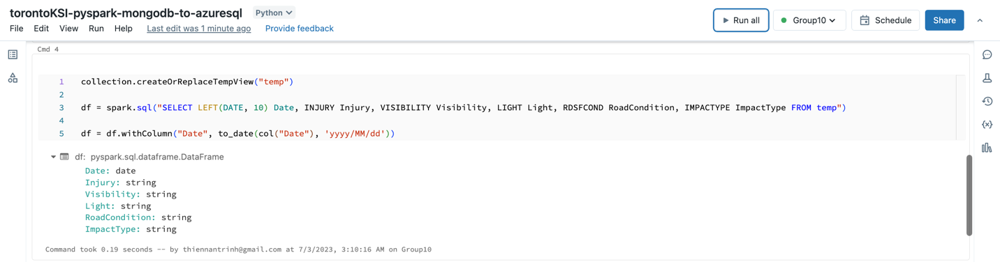 torontoKSI-pyspark-mongodb-to-azuresql Python
Run all Group10 Schedule Share
File Edit View Run Help Last edit was 1 minute ago Provide feedback
Cmd 4
1 collection.createOrReplaceTempView("temp")
2
3 df = spark.sql("SELECT LEFT(DATE, 10) Date, INJURY Injury, VISIBILITY Visibility, LIGHT Light, RDSFCOND RoadCondition, IMPACTYPE ImpactType FROM temp")
4
5 df = df.withColumn("Date", to_date(col("Date"), 'yyyy/MM/dd'))
df: pyspark.sql.dataframe.DataFrame
Date: date
Injury: string
Visibility: string
Light: string
RoadCondition: string
ImpactType: string
Command took 0.19 seconds -- by thiennantrinh@gmail.com at 7/3/2023, 3:10:16 AM on Group10